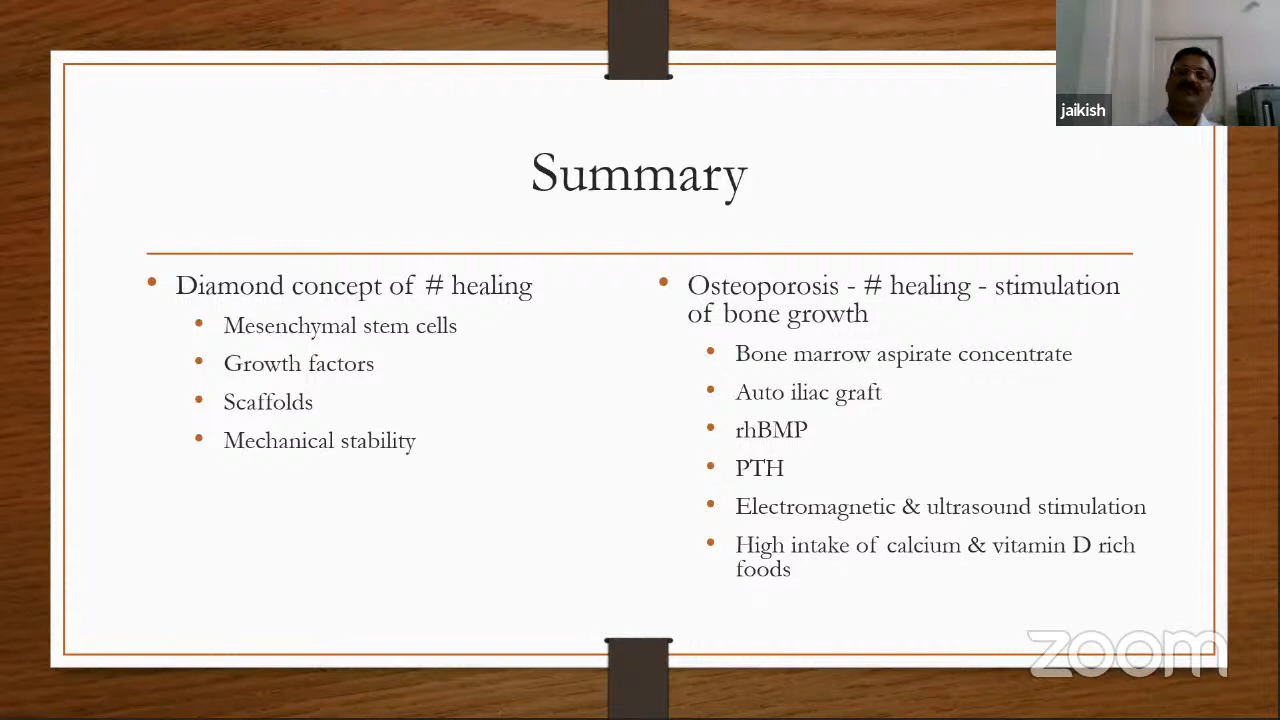 jaikish
Summary
• Diamond concept of # healing
• Mesenchymal stem cells
• Growth factors
• Scaffolds
• Mechanical stability
• Osteoporosis - # healing - stimulation
of bone growth
• Bone marrow aspirate concentrate
• Auto iliac graft
• rhBMP
• PTH
• Electromagnetic & ultrasound stimulation
• High intake of calcium & vitamin D rich
foods
zoom